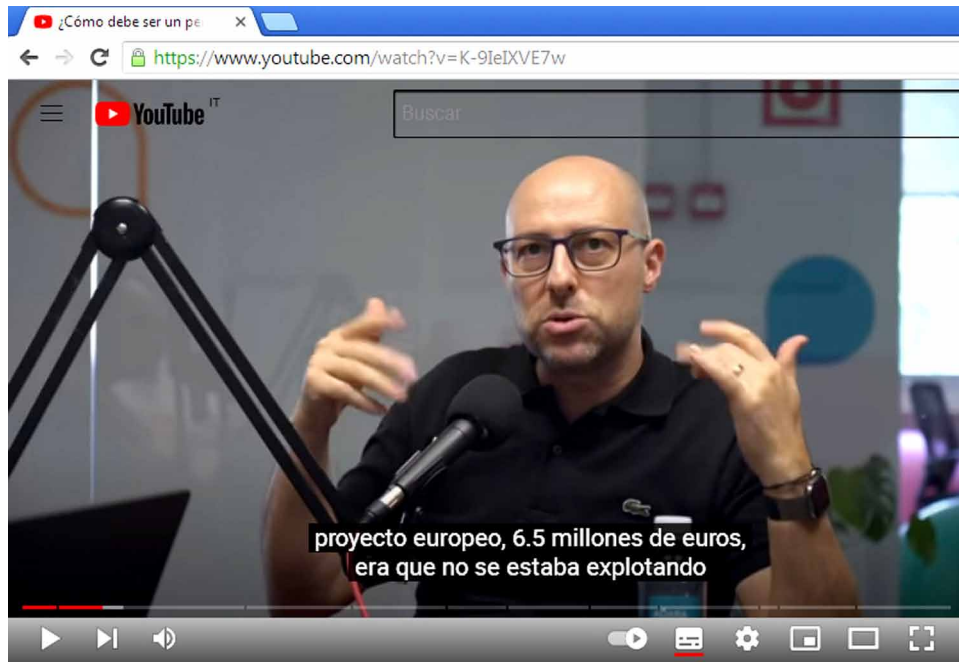 ¿Cómo debe ser un pe
https://www.youtube.com/watch?v=K-9IeIXVE7w
YouTube IT
Buscar
proyecto europeo, 6.5 millones de euros,
era que no se estaba explotando